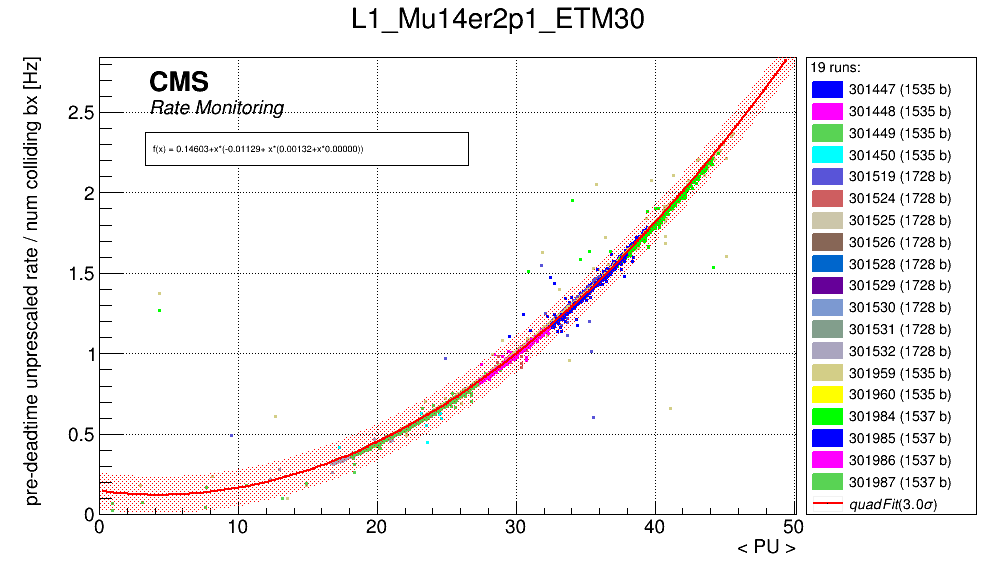 L1_Mu14er2p1_ETM30
pre-deadtime unprescaled rate / num colliding bx [Hz]
CMS
Rate Monitoring
f(x) = 0.14603+x*(-0.01129+ x*(0.00132+x*0.00000))
2.5
2
1.5
1
0.5
0
0 10 20 30 40 50
< PU >
19 runs:
301447 (1535 b)
301448 (1535 b)
301449 (1535 b)
301450 (1535 b)
301519 (1728 b)
301524 (1728 b)
301525 (1728 b)
301526 (1728 b)
301528 (1728 b)
301529 (1728 b)
301530 (1728 b)
301531 (1728 b)
301532 (1728 b)
301959 (1535 b)
301960 (1535 b)
301984 (1537 b)
301985 (1537 b)
301986 (1537 b)
301987 (1537 b)
quadFit(3.0σ)